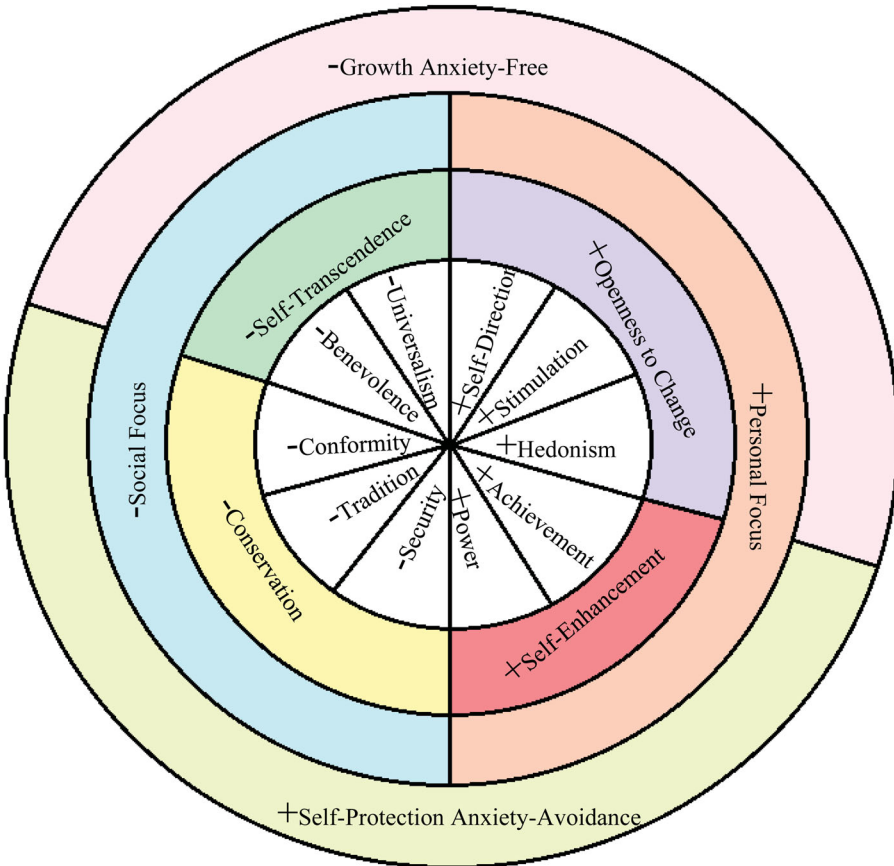 -Growth Anxiety-Free
-Self-Transcendence
+Openness to Change
-Universalism
+Self-Direction
-Benevolence
+Stimulation
-Social Focus
+Personal Focus
-Conformity
+Hedonism
-Tradition
+Achievement
-Security
+Power
-Conservation
+Self-Enhancement
+Self-Protection Anxiety-Avoidance